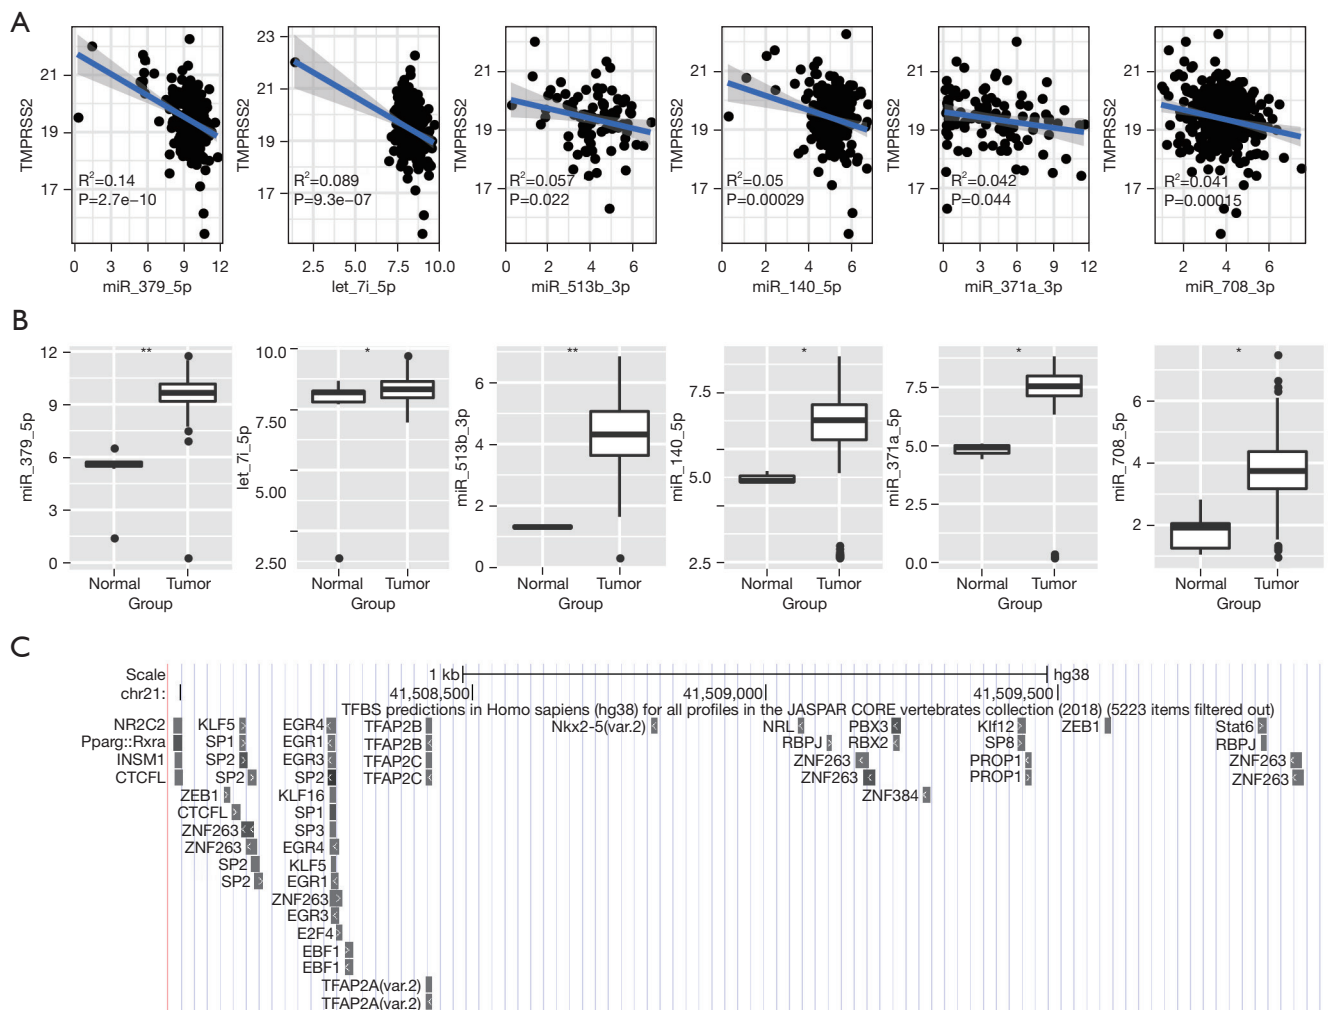 A
TMPRSS2
21
19
17
R²=0.14
P=2.7e−10
0 3 6 9 12
miR_379_5p
TMPRSS2
23
21
19
17
R²=0.089
P=9.3e−07
2.5 5.0 7.5 10.0
let_7i_5p
TMPRSS2
21
19
17
R²=0.057
P=0.022
0 2 4 6
miR_513b_3p
TMPRSS2
21
19
17
R²=0.05
P=0.00029
0 2 4 6
miR_140_5p
TMPRSS2
21
19
17
R²=0.042
P=0.044
0 3 6 9 12
miR_371a_3p
TMPRSS2
21
19
17
R²=0.041
P=0.00015
2 4 6
miR_708_3p
B
miR_379_5p
12
9
6
3
0
**
Normal Tumor
Group
let_7i_5p
10.0
7.50
5.00
2.50
*
Normal Tumor
Group
miR_513b_3p
6
4
2
0
**
Normal Tumor
Group
miR_140_5p
7.5
5.0
2.5
*
Normal Tumor
Group
miR_371a_5p
7.5
5.0
2.5
0.0
*
Normal Tumor
Group
miR_708_5p
6
4
2
*
Normal Tumor
Group
C
Scale 1 kb hg38
chr21: 41,508,500 41,509,000 41,509,500
TFBS predictions in Homo sapiens (hg38) for all profiles in the JASPAR CORE vertebrates collection (2018) (5223 items filtered out)
NR2C2 KLF5 EGR4 TFAP2B Nkx2-5(var.2) NRL PBX3 Klf12 ZEB1 Stat6
Pparg::Rxra SP1 EGR1 TFAP2B RBPJ RBX2 SP8 RBPJ
INSM1 SP2 EGR3 TFAP2C ZNF263 PROP1 ZNF263
CTCFL SP2 SP2 TFAP2C ZNF263 PROP1 ZNF263
ZEB1 KLF16 ZNF384
CTCFL SP1
ZNF263 SP3
ZNF263 EGR4
SP2 KLF5
SP2 EGR1
ZNF263
EGR3
E2F4
EBF1
EBF1
TFAP2A(var.2)
TFAP2A(var.2)